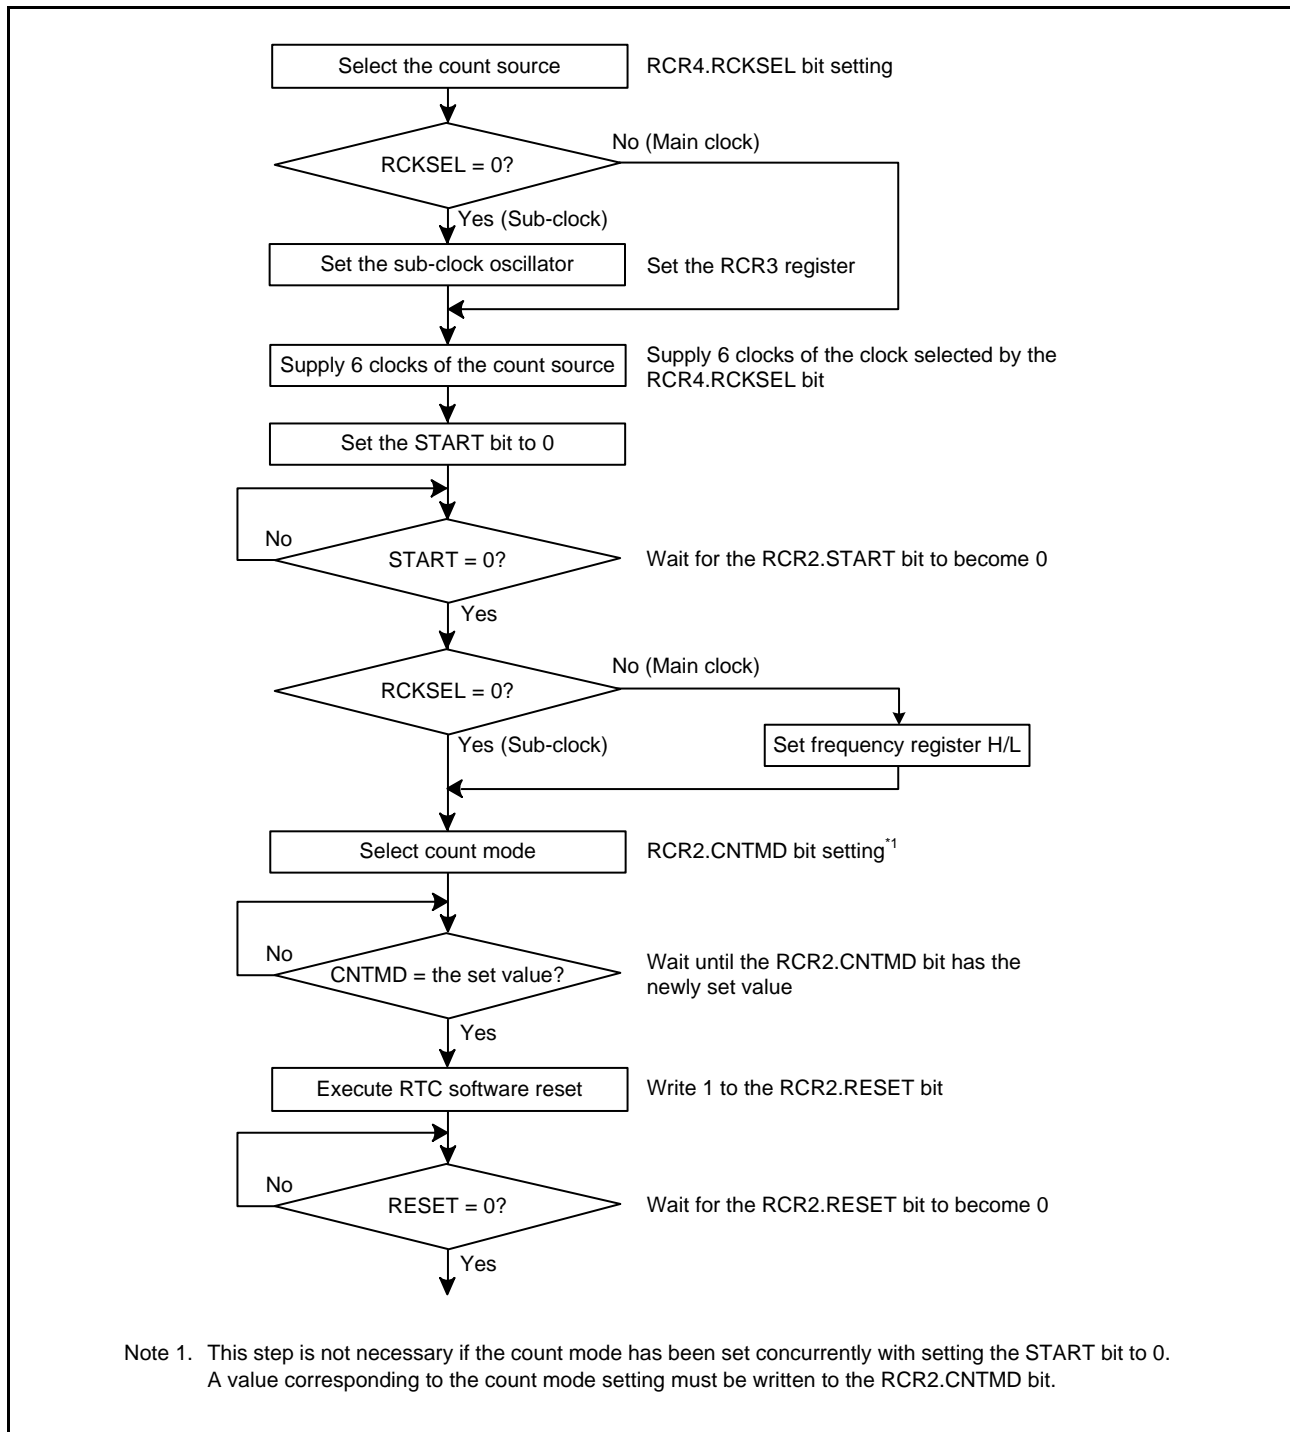 Select the count source
RCR4.RCKSEL bit setting
No (Main clock)
RCKSEL = 0?
Yes (Sub-clock)
Set the sub-clock oscillator
Set the RCR3 register
Supply 6 clocks of the count source
Supply 6 clocks of the clock selected by the
RCR4.RCKSEL bit
Set the START bit to 0
No
START = 0?
Wait for the RCR2.START bit to become 0
Yes
No (Main clock)
RCKSEL = 0?
Yes (Sub-clock)
Set frequency register H/L
Select count mode
RCR2.CNTMD bit setting*1
No
CNTMD = the set value?
Wait until the RCR2.CNTMD bit has the
newly set value
Yes
Execute RTC software reset
Write 1 to the RCR2.RESET bit
No
RESET = 0?
Wait for the RCR2.RESET bit to become 0
Yes
Note 1. This step is not necessary if the count mode has been set concurrently with setting the START bit to 0.
A value corresponding to the count mode setting must be written to the RCR2.CNTMD bit.